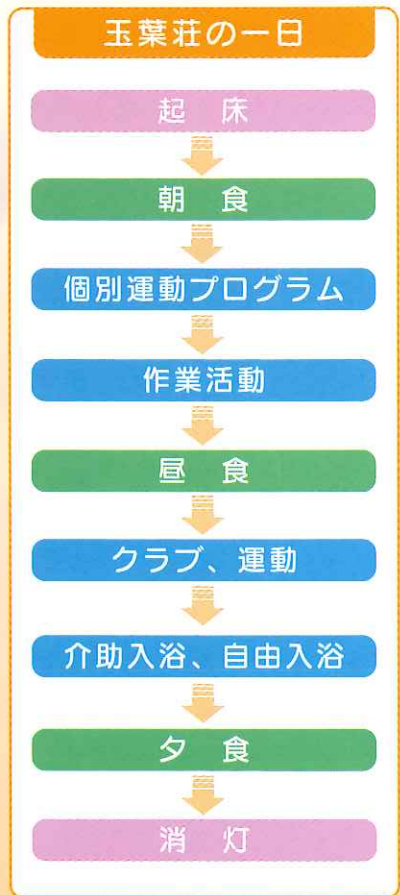 玉葉荘の一日
起 床
朝 食
個別運動プログラム
作業活動
昼 食
クラブ、運動
介助入浴、自由入浴
夕 食
消 灯